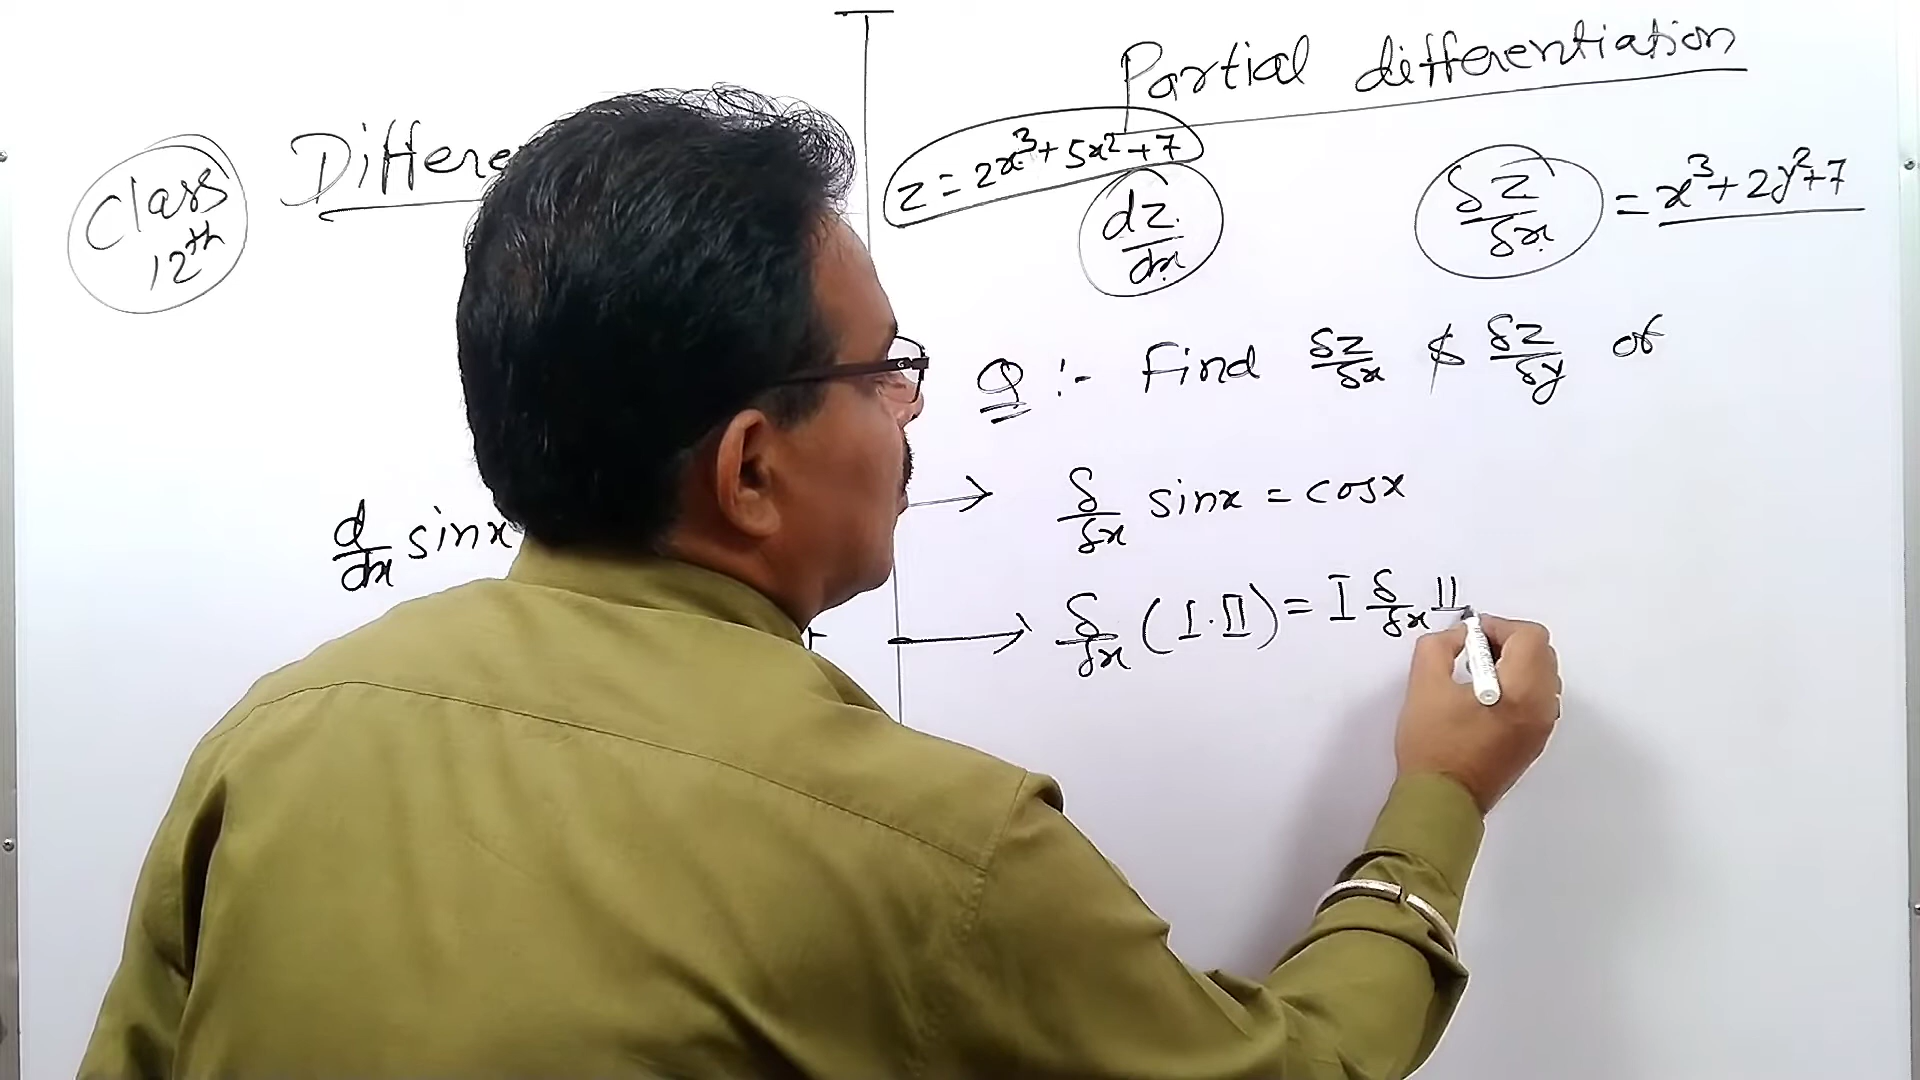 Partial differentiation
Class
12th
z = 2x³ + 5x² + 7
dz/dx
δz/δx = x³ + 2y² + 7
Q :- Find δz/δx & δz/δy of
d/dx sinx
→ δ/δx sinx = cosx
→ δ/δx (I · II) = I δ/δx II